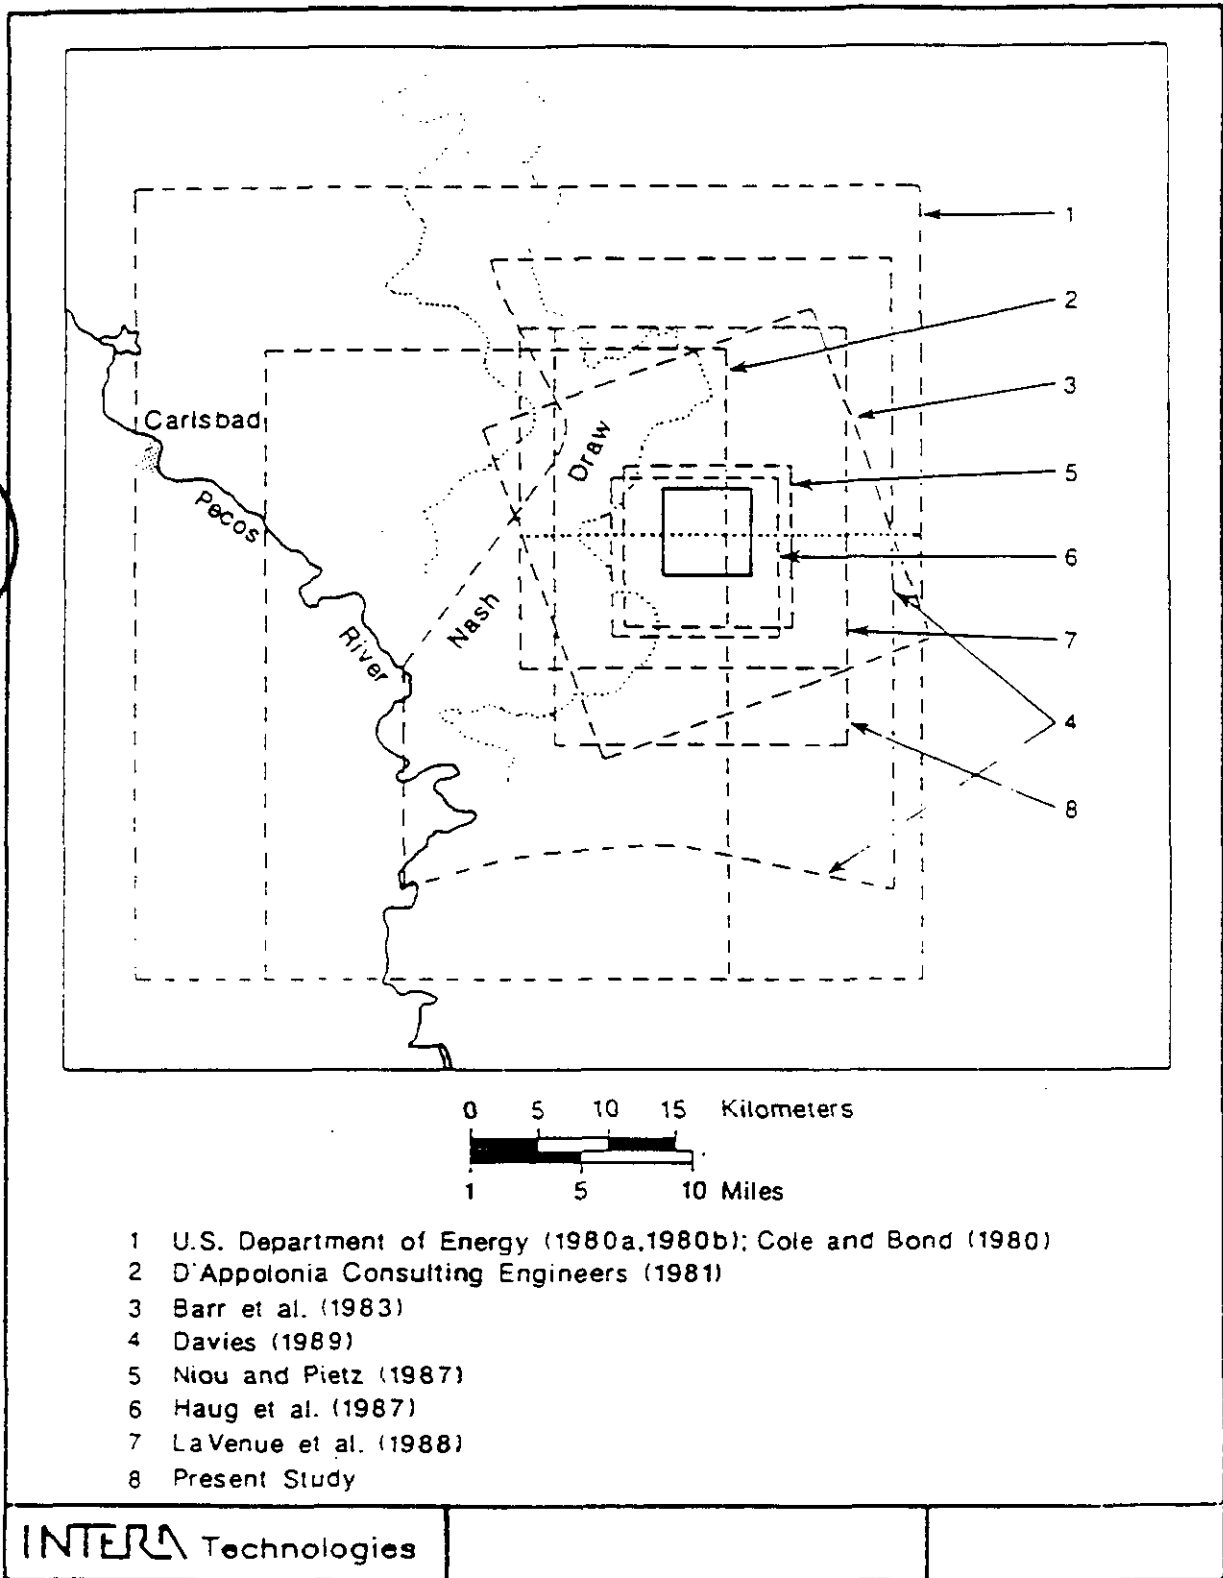 1
2
3
Carlsbad
Draw
5
Pecos
6
Nash
7
River
4
8
0 5 10 15 Kilometers
1 5 10 Miles
1 U.S. Department of Energy (1980a,1980b); Cole and Bond (1980)
2 D'Appolonia Consulting Engineers (1981)
3 Barr et al. (1983)
4 Davies (1989)
5 Niou and Pietz (1987)
6 Haug et al. (1987)
7 LaVenue et al. (1988)
8 Present Study
INTERA Technologies